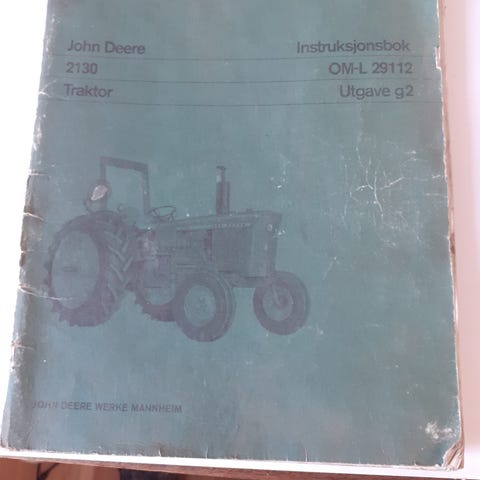 John Deere Instruksjonsbok
2130 OM-L 29112
Traktor Utgave g2
JOHN DEERE WERKE MANNHEIM